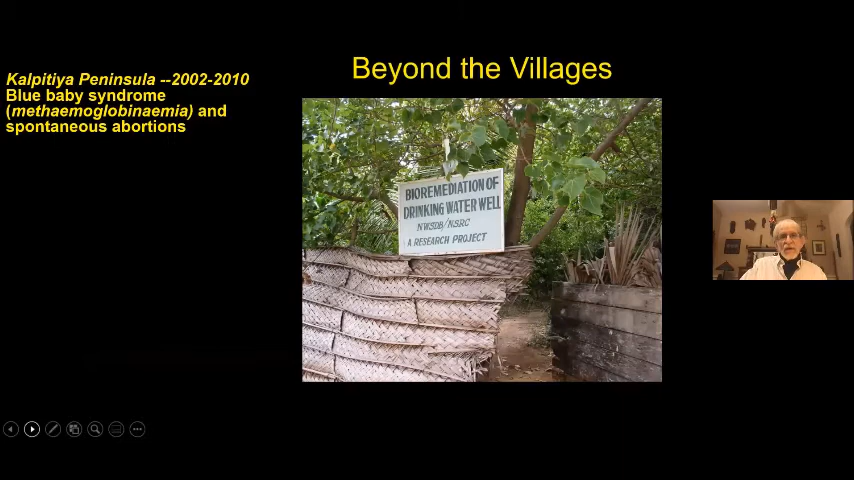 Beyond the Villages
Kalpitiya Peninsula --2002-2010
Blue baby syndrome
(methaemoglobinaemia) and
spontaneous abortions
BIOREMEDIATION OF
DRINKING WATER WELL
NWSDB/NSRC
A RESEARCH PROJECT